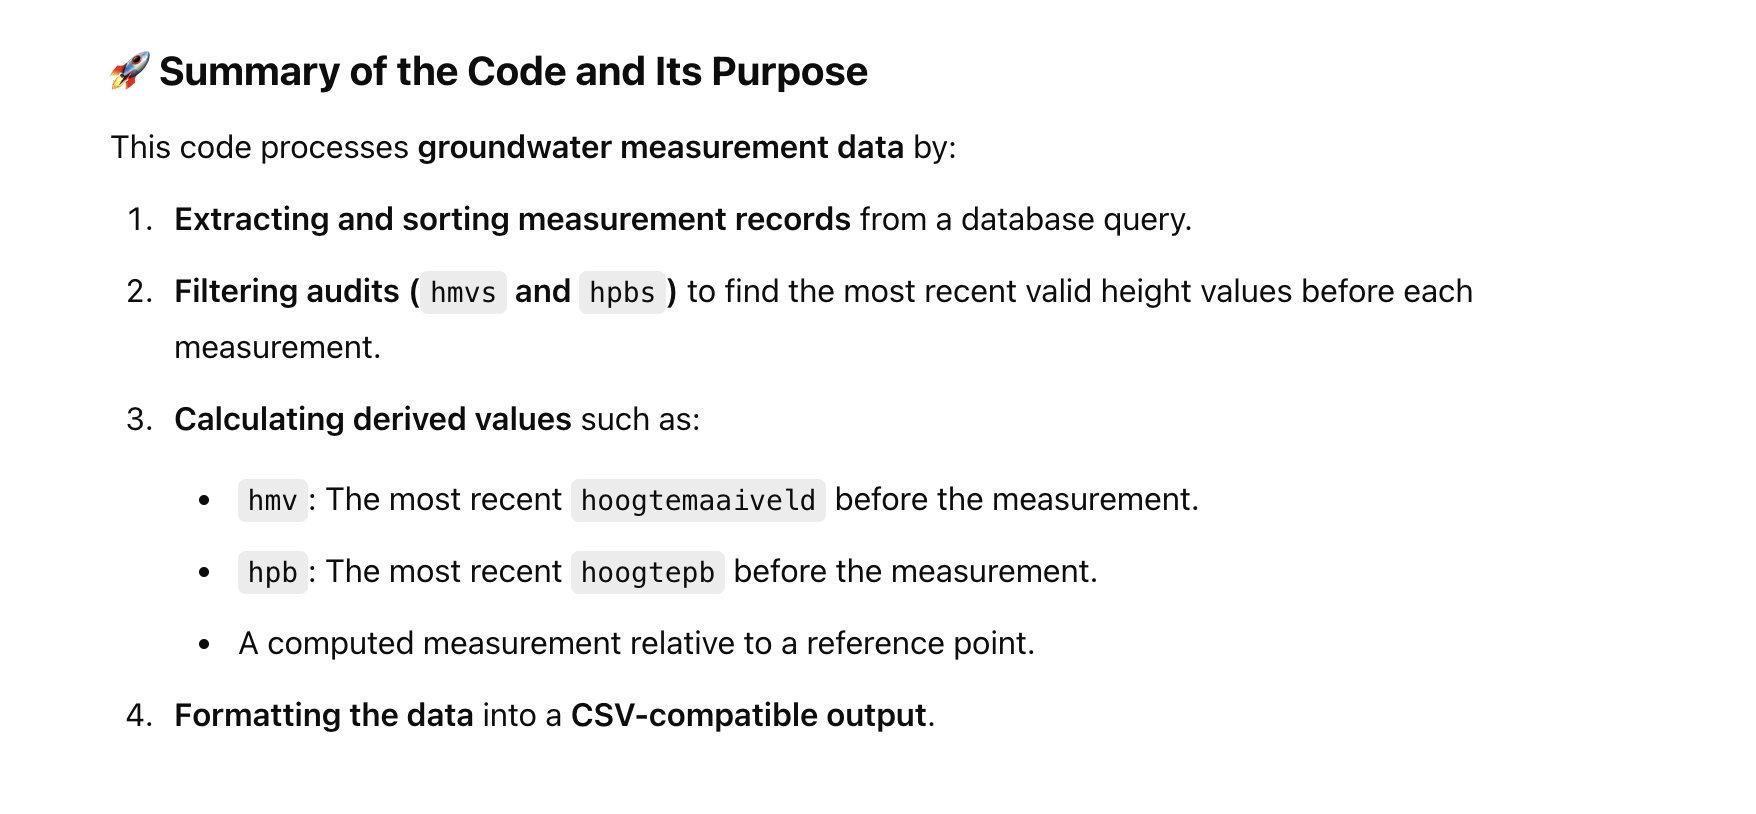 🚀 Summary of the Code and Its Purpose
This code processes groundwater measurement data by:
1. Extracting and sorting measurement records from a database query.
2. Filtering audits ( hmvs and hpbs ) to find the most recent valid height values before each
measurement.
3. Calculating derived values such as:
• hmv : The most recent hoogtemaaiveld before the measurement.
• hpb : The most recent hoogtepb before the measurement.
• A computed measurement relative to a reference point.
4. Formatting the data into a CSV-compatible output.